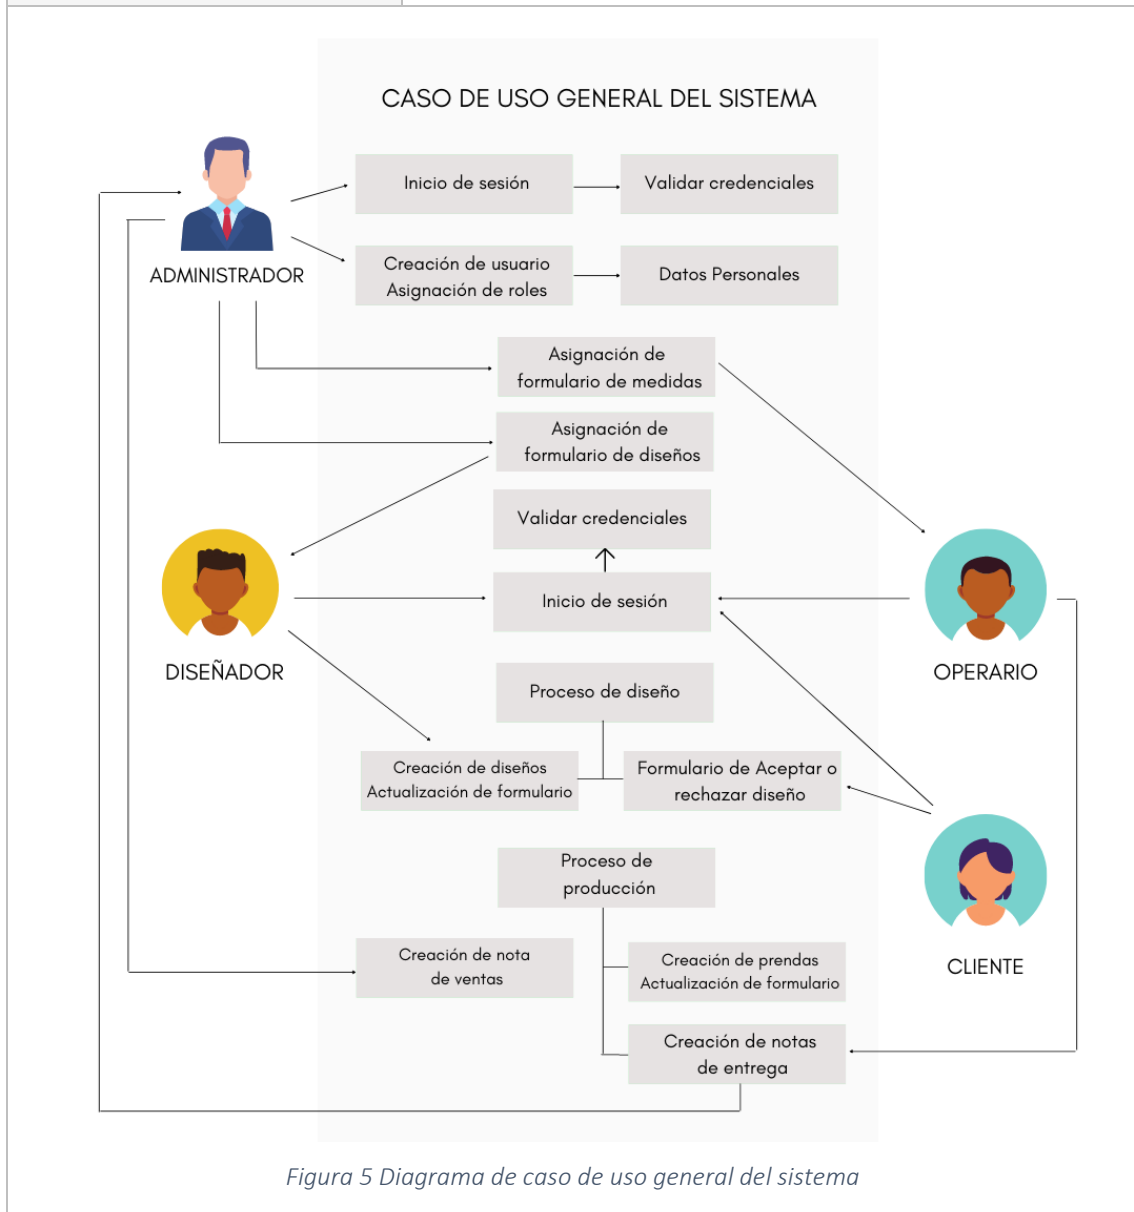 CASO DE USO GENERAL DEL SISTEMA
Inicio de sesión
Validar credenciales
ADMINISTRADOR
Creación de usuario
Asignación de roles
Datos Personales
Asignación de
formulario de medidas
Asignación de
formulario de diseños
Validar credenciales
Inicio de sesión
DISEÑADOR
OPERARIO
Proceso de diseño
Creación de diseños
Actualización de formulario
Formulario de Aceptar o
rechazar diseño
Proceso de
producción
Creación de nota
de ventas
Creación de prendas
Actualización de formulario
CLIENTE
Creación de notas
de entrega
Figura 5 Diagrama de caso de uso general del sistema